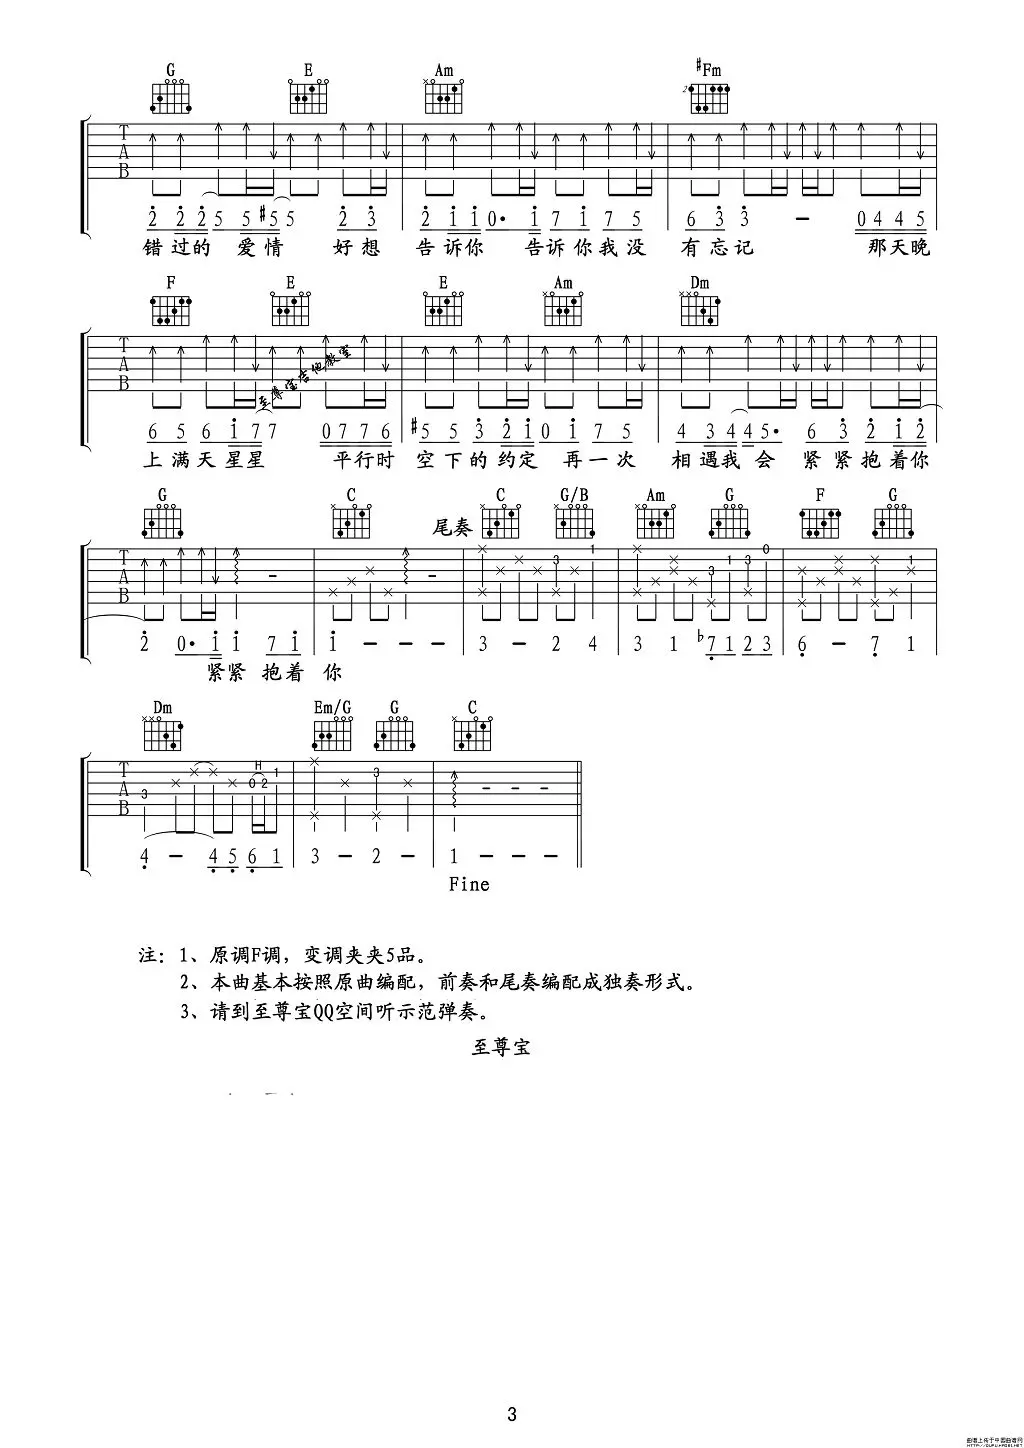 G E Am #Fm
2
T
A
B
2 2 2 5 5 #5 5 2 3 2 1 1 0· 1 7 1 7 5 6 3 3 — 0 4 4 5
错过的 爱情 好想 告诉你 告诉你我没 有忘记 那天晚
F E E Am Dm
T
A
B
至尊宝吉他教室
6 5 6 1 7 7 0 7 7 6 #5 5 3 2 1 0 1 7 5 4 3 4 4 5· 6 3 2 1 2
上满天星星 平行时 空下的约定 再一次 相遇我会 紧紧抱着你
G C 尾奏 C G/B Am G F G
T
A
B
3 1 3 1 3 0 1
2 0· 1 1 7 1 1 — — — 3 — 2 4 3 1 b7 1 2 3 6 — 7 1
紧紧抱着你
Dm Em/G G C
T
A
B
3 H 0 2 1 3
4 — 4 5 6 1 3 — 2 — 1 — — —
Fine
注：1、原调F调，变调夹夹5品。
2、本曲基本按照原曲编配，前奏和尾奏编配成独奏形式。
3、请到至尊宝QQ空间听示范弹奏。
至尊宝
3
曲谱上传于中国曲谱网